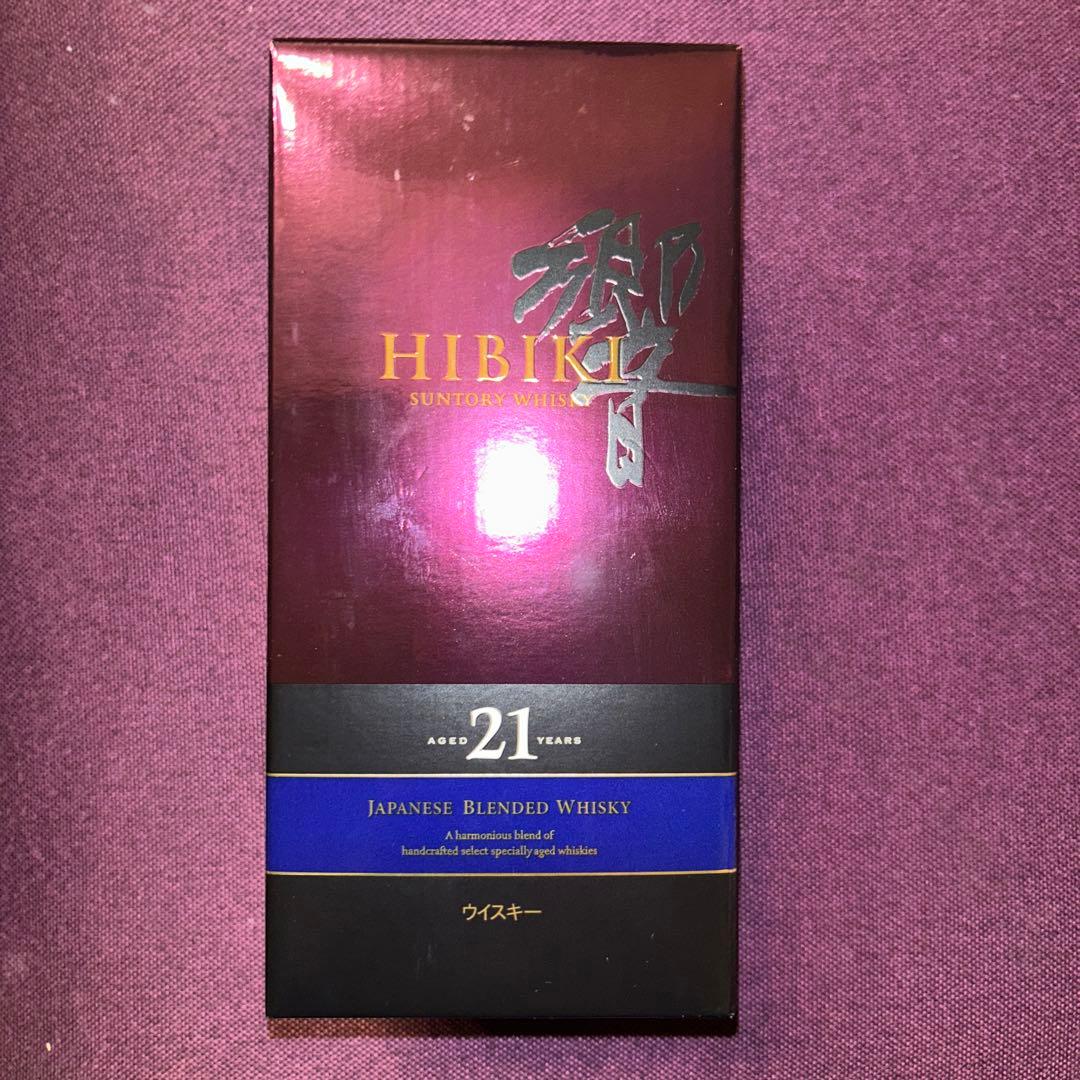 響
HIBIKI
SUNTORY WHISKY
AGED 21 YEARS
JAPANESE BLENDED WHISKY
A harmonious blend of
handcrafted select specially aged whiskies
ウイスキー